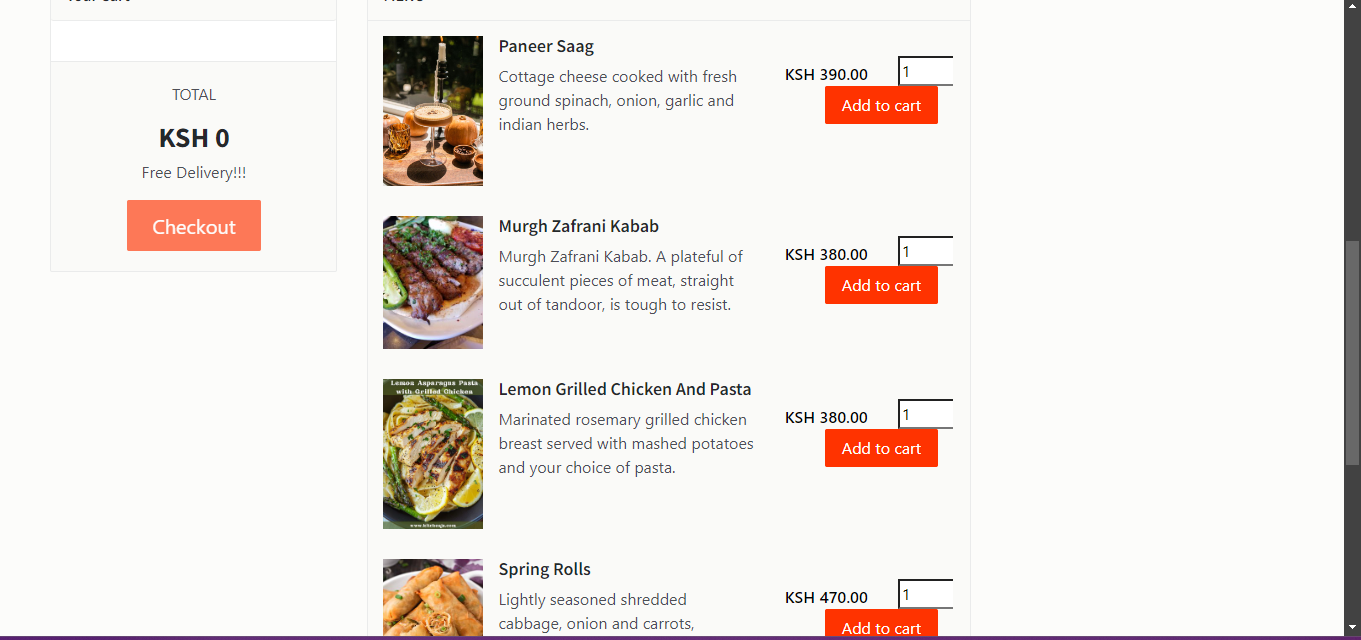 TOTAL
KSH 0
Free Delivery!!!
Checkout
Paneer Saag
Cottage cheese cooked with fresh
ground spinach, onion, garlic and
indian herbs.
KSH 390.00
1
Add to cart
Murgh Zafrani Kabab
Murgh Zafrani Kabab. A plateful of
succulent pieces of meat, straight
out of tandoor, is tough to resist.
KSH 380.00
1
Add to cart
Lemon Asparagus Pasta
with Grilled Chicken
Lemon Grilled Chicken And Pasta
Marinated rosemary grilled chicken
breast served with mashed potatoes
and your choice of pasta.
KSH 380.00
1
Add to cart
Spring Rolls
Lightly seasoned shredded
cabbage, onion and carrots,
KSH 470.00
1
Add to cart